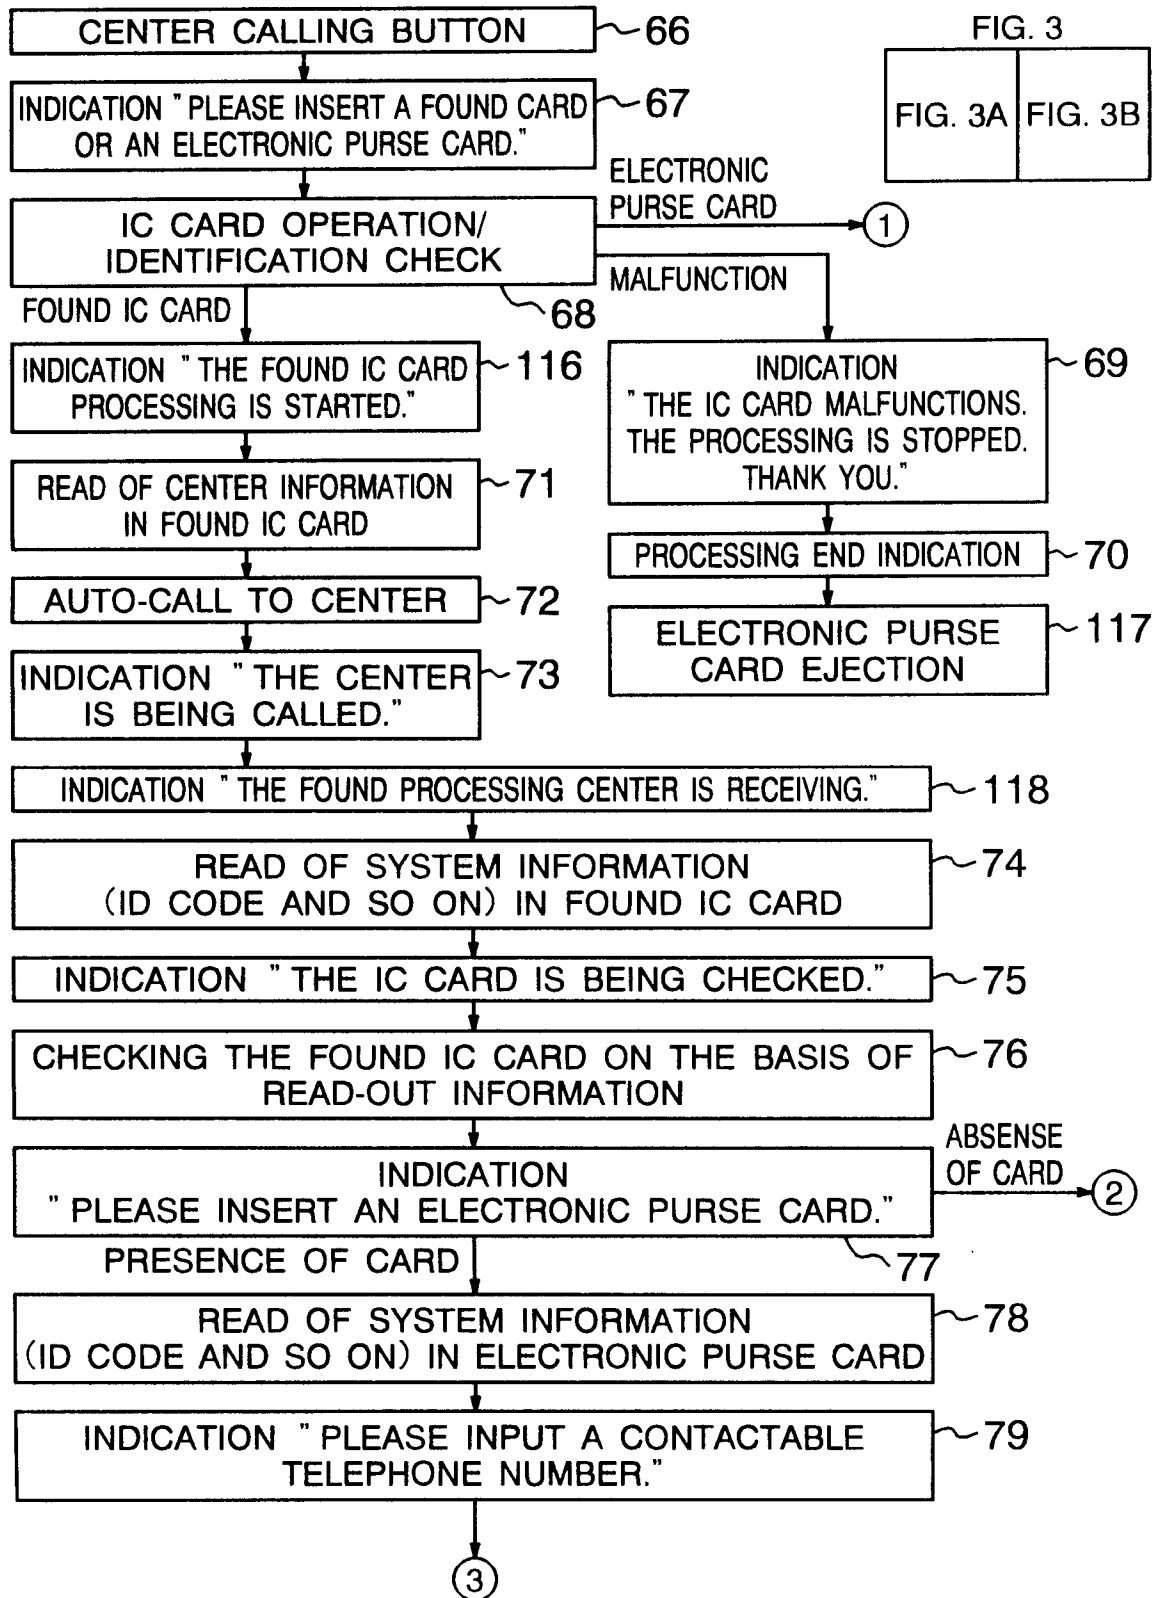 CENTER CALLING BUTTON
66
FIG. 3
FIG. 3A
FIG. 3B
INDICATION " PLEASE INSERT A FOUND CARD
OR AN ELECTRONIC PURSE CARD."
67
IC CARD OPERATION/
IDENTIFICATION CHECK
68
ELECTRONIC
PURSE CARD
1
MALFUNCTION
FOUND IC CARD
INDICATION " THE FOUND IC CARD
PROCESSING IS STARTED."
116
INDICATION
" THE IC CARD MALFUNCTIONS.
THE PROCESSING IS STOPPED.
THANK YOU."
69
READ OF CENTER INFORMATION
IN FOUND IC CARD
71
PROCESSING END INDICATION
70
AUTO-CALL TO CENTER
72
ELECTRONIC PURSE
CARD EJECTION
117
INDICATION " THE CENTER
IS BEING CALLED."
73
INDICATION " THE FOUND PROCESSING CENTER IS RECEIVING."
118
READ OF SYSTEM INFORMATION
(ID CODE AND SO ON) IN FOUND IC CARD
74
INDICATION " THE IC CARD IS BEING CHECKED."
75
CHECKING THE FOUND IC CARD ON THE BASIS OF
READ-OUT INFORMATION
76
INDICATION
" PLEASE INSERT AN ELECTRONIC PURSE CARD."
77
ABSENSE
OF CARD
2
PRESENCE OF CARD
READ OF SYSTEM INFORMATION
(ID CODE AND SO ON) IN ELECTRONIC PURSE CARD
78
INDICATION " PLEASE INPUT A CONTACTABLE
TELEPHONE NUMBER."
79
3